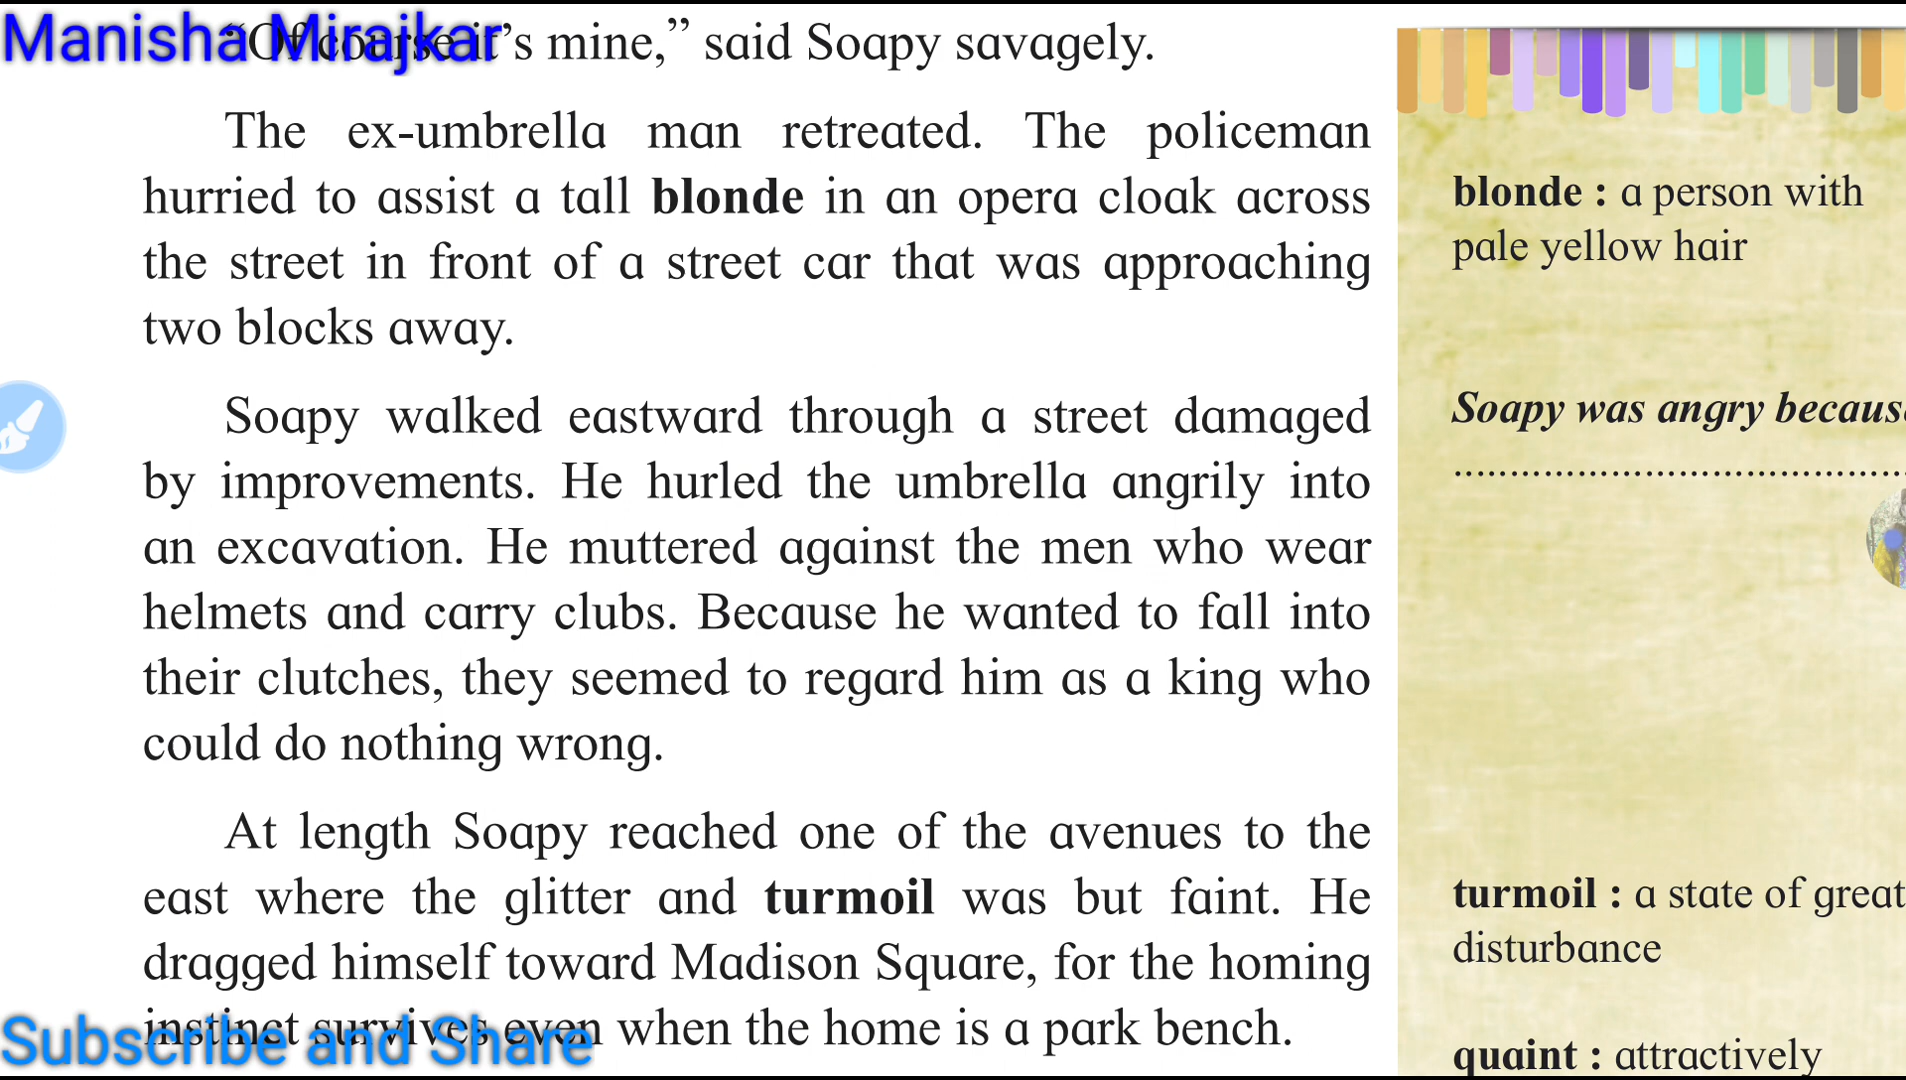 Manisha Mirajkar
“Of course it’s mine,” said Soapy savagely.
The ex-umbrella man retreated. The policeman
hurried to assist a tall blonde in an opera cloak across
the street in front of a street car that was approaching
two blocks away.
Soapy walked eastward through a street damaged
by improvements. He hurled the umbrella angrily into
an excavation. He muttered against the men who wear
helmets and carry clubs. Because he wanted to fall into
their clutches, they seemed to regard him as a king who
could do nothing wrong.
At length Soapy reached one of the avenues to the
east where the glitter and turmoil was but faint. He
dragged himself toward Madison Square, for the homing
instinct survives even when the home is a park bench.
Subscribe and Share
blonde : a person with
pale yellow hair
Soapy was angry because
........................................
turmoil : a state of great
disturbance
quaint : attractively